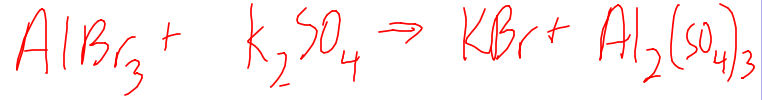 AlBr₃ + K₂SO₄ ⇒ KBr + Al₂(SO₄)₃